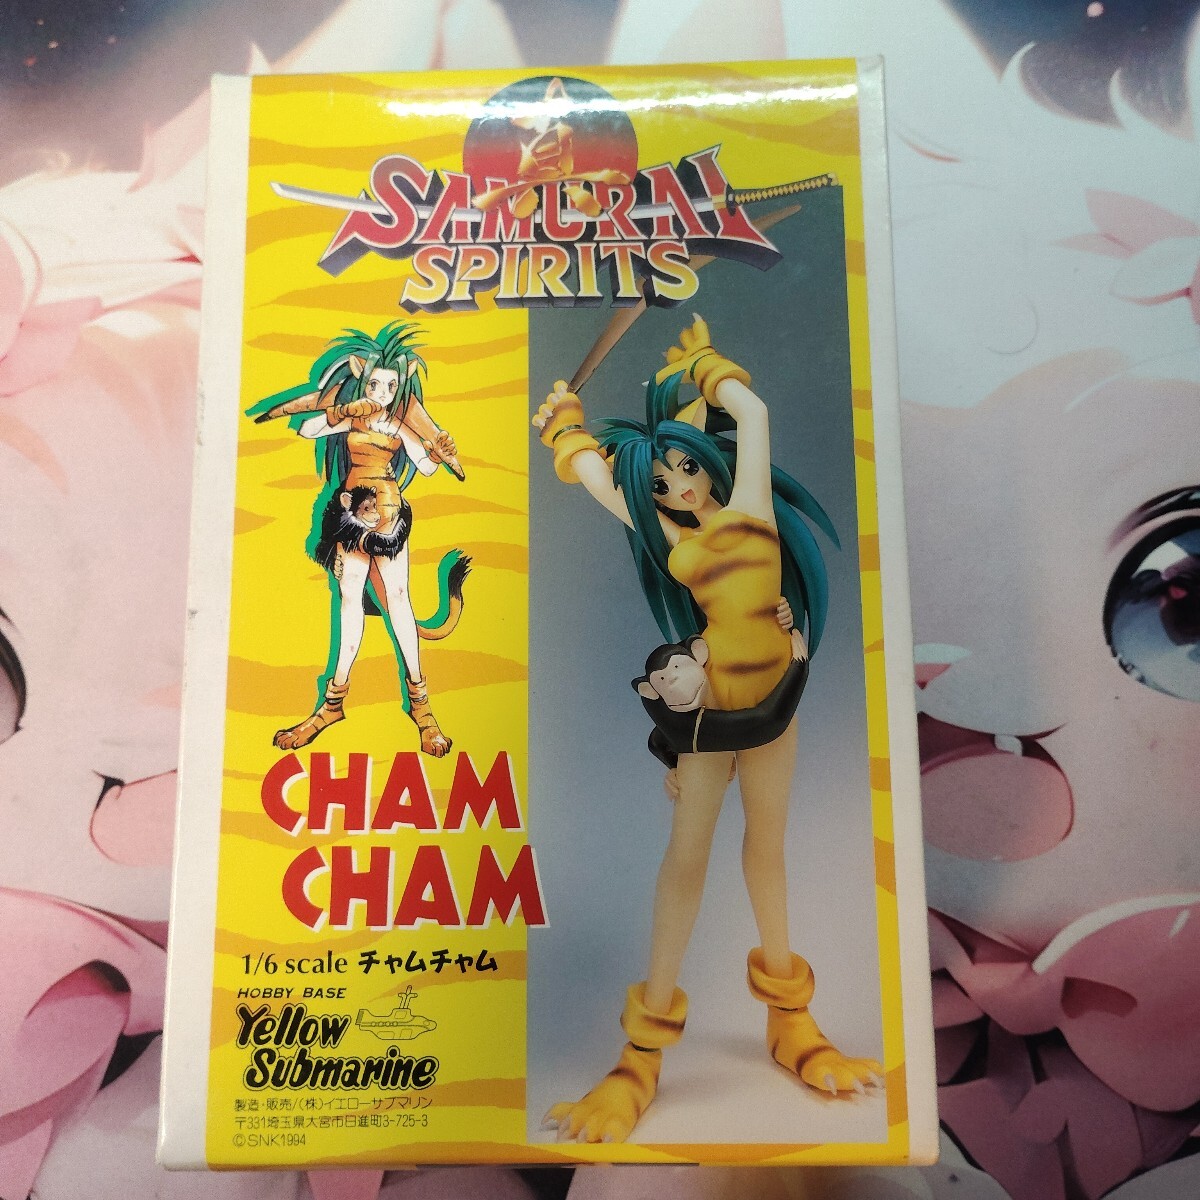 真
SAMURAI
SPIRITS
CHAM
CHAM
1/6 scale チャムチャム
HOBBY BASE
Yellow
Submarine
製造・販売/(株)イエローサブマリン
〒331埼玉県大宮市日進町3-725-3
©SNK1994